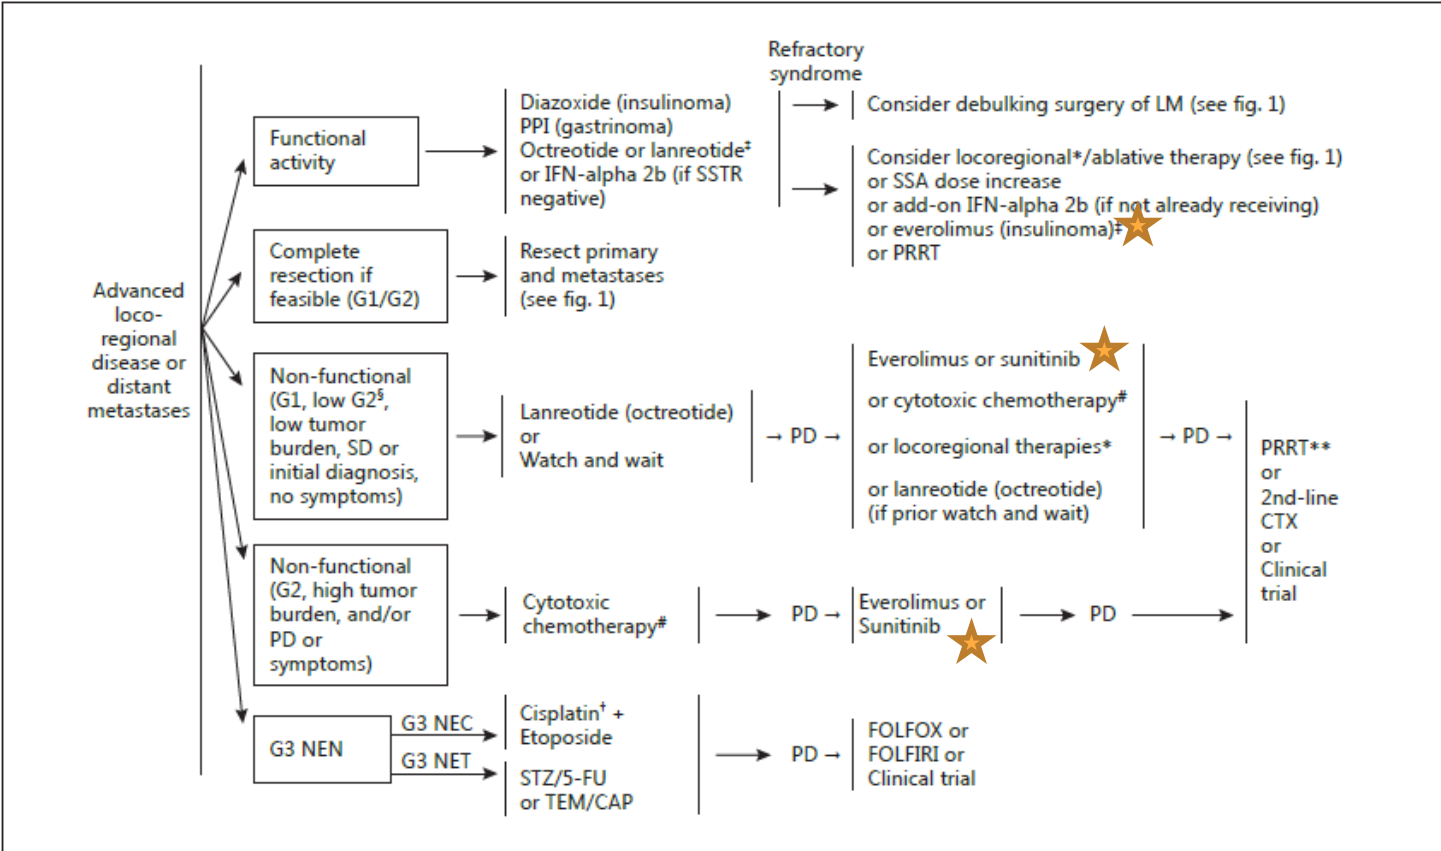 Advanced
loco-
regional
disease or
distant
metastases
Functional
activity
Diazoxide (insulinoma)
PPI (gastrinoma)
Octreotide or lanreotide‡
or IFN-alpha 2b (if SSTR
negative)
Refractory
syndrome
Consider debulking surgery of LM (see fig. 1)
Consider locoregional*/ablative therapy (see fig. 1)
or SSA dose increase
or add-on IFN-alpha 2b (if not already receiving)
or everolimus (insulinoma)‡
or PRRT
Complete
resection if
feasible (G1/G2)
Resect primary
and metastases
(see fig. 1)
Non-functional
(G1, low G2§,
low tumor
burden, SD or
initial diagnosis,
no symptoms)
Lanreotide (octreotide)
or
Watch and wait
→ PD →
Everolimus or sunitinib
or cytotoxic chemotherapy#
or locoregional therapies*
or lanreotide (octreotide)
(if prior watch and wait)
→ PD →
PRRT**
or
2nd-line
CTX
or
Clinical
trial
Non-functional
(G2, high tumor
burden, and/or
PD or
symptoms)
Cytotoxic
chemotherapy#
PD →
Everolimus or
Sunitinib
PD
G3 NEN
G3 NEC
G3 NET
Cisplatin† +
Etoposide
STZ/5-FU
or TEM/CAP
PD →
FOLFOX or
FOLFIRI or
Clinical trial